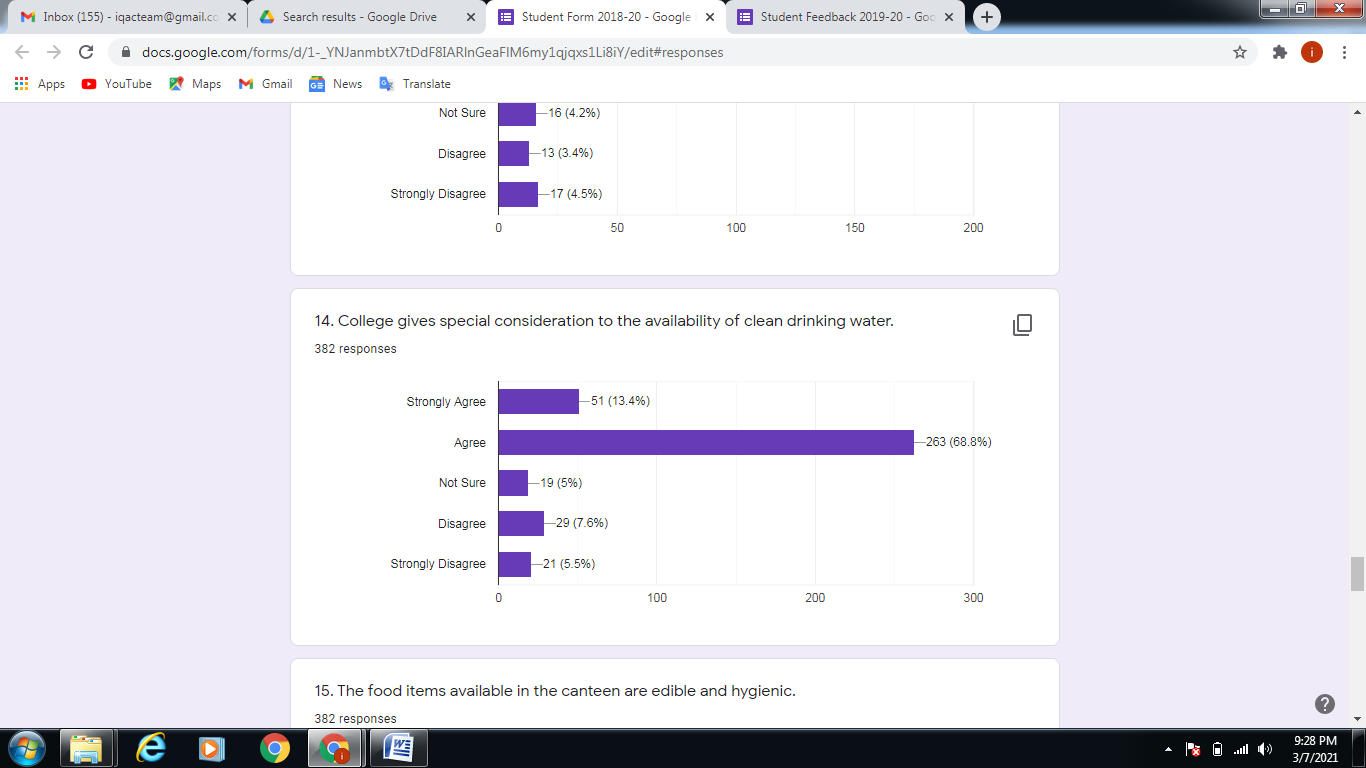 Inbox (155) - iqacteam@gmail.co
Search results - Google Drive
Student Form 2018-20 - Google
Student Feedback 2019-20 - Goo
docs.google.com/forms/d/1-_YNJanmbtX7tDdF8IARlnGeaFlM6my1qjqxs1Li8iY/edit#responses
i
Apps
YouTube
Maps
Gmail
News
Translate
Not Sure 16 (4.2%)
Disagree 13 (3.4%)
Strongly Disagree 17 (4.5%)
0 50 100 150 200
14. College gives special consideration to the availability of clean drinking water.
382 responses
Strongly Agree 51 (13.4%)
Agree 263 (68.8%)
Not Sure 19 (5%)
Disagree 29 (7.6%)
Strongly Disagree 21 (5.5%)
0 100 200 300
15. The food items available in the canteen are edible and hygienic.
382 responses
9:28 PM
3/7/2021